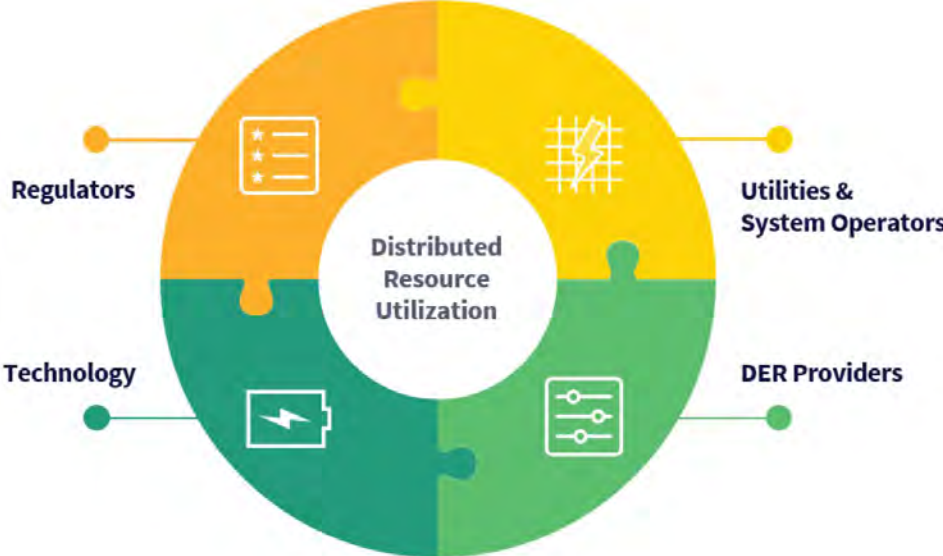 Regulators
Utilities &
System Operators
Distributed
Resource
Utilization
Technology
DER Providers